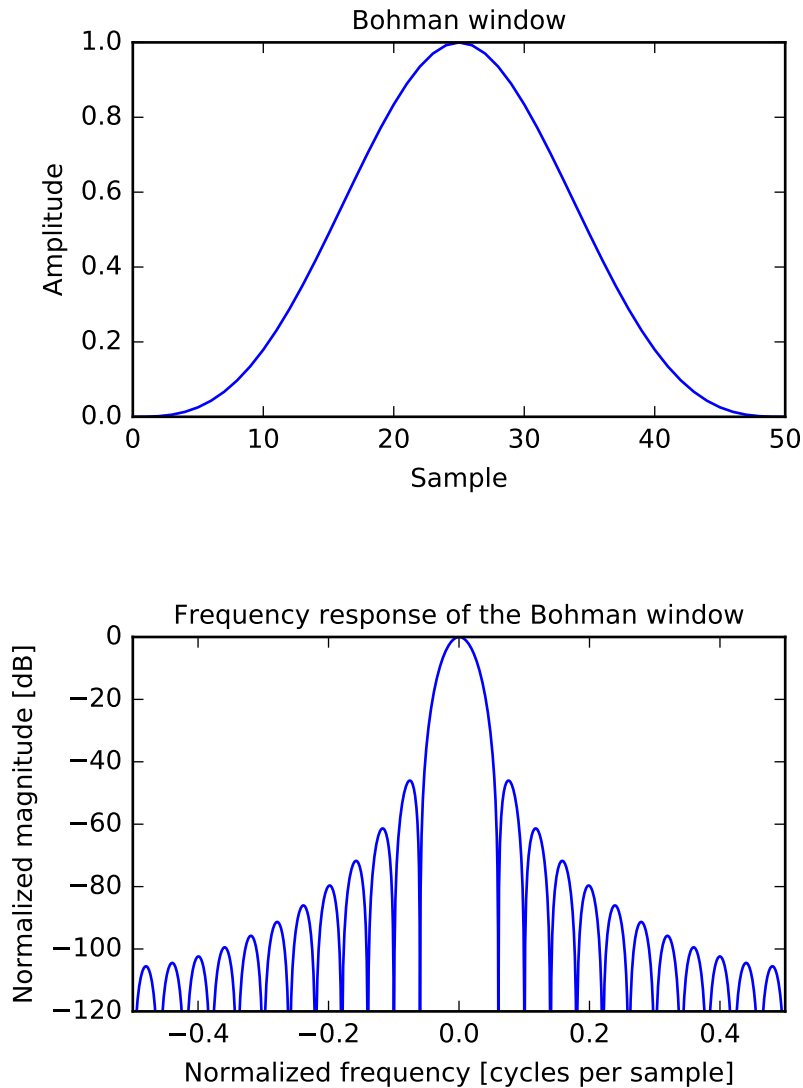 Bohman window
1.0
0.8
0.6
0.4
0.2
0.0
Amplitude
0 10 20 30 40 50
Sample
Frequency response of the Bohman window
0
−20
−40
−60
−80
−100
−120
Normalized magnitude [dB]
−0.4 −0.2 0.0 0.2 0.4
Normalized frequency [cycles per sample]